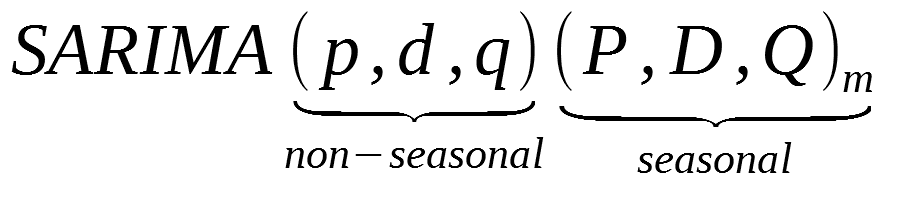 SARIMA (p,d,q) (P,D,Q)m
non−seasonal seasonal